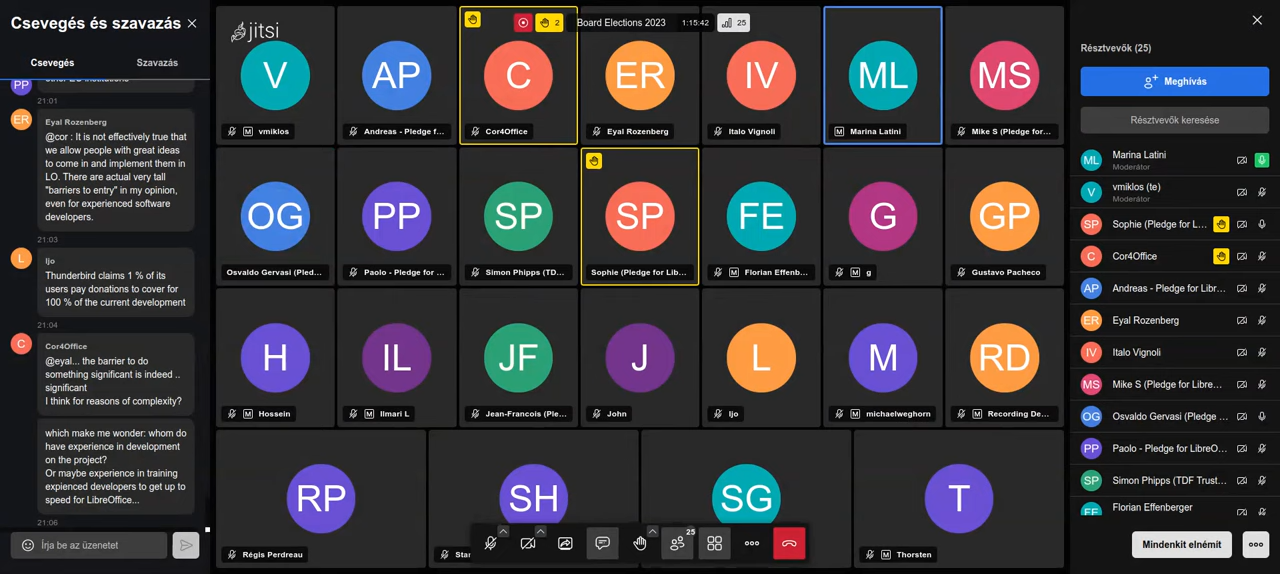 Csevegés és szavazás
Csevegés
Szavazás
PP
21:01
ER
Eyal Rozenberg
@cor : It is not effectively true that
we allow people with great ideas
to come in and implement them in
LO. There are actual very tall
"barriers to entry" in my opinion,
even for experienced software
developers.
21:03
L
ljo
Thunderbird claims 1 % of its
users pay donations to cover for
100 % of the current development
21:04
C
Cor4Office
@eyal... the barrier to do
something significant is indeed ..
significant
I think for reasons of complexity?
which make me wonder: whom do
have experience in development
on the project?
Or maybe experience in training
expienced developers to get up to
speed for LibreOffice...
21:06
Írja be az üzenetet
jitsi
2
Board Elections 2023
1:15:42
25
V
M vmiklos
AP
Andreas - Pledge f...
C
Cor4Office
ER
Eyal Rozenberg
IV
Italo Vignoli
ML
M Marina Latini
MS
Mike S (Pledge for...
OG
Osvaldo Gervasi (Pled...
PP
Paolo - Pledge for ...
SP
Simon Phipps (TD...
SP
Sophie (Pledge for Lib...
FE
M Florian Effenb...
G
M g
GP
Gustavo Pacheco
H
M Hossein
IL
M Ilmari L
JF
Jean-Francois (Ple...
J
John
L
ljo
M
M michaelweghorn
RD
M Recording De...
RP
Régis Perdreau
SH
SG
T
M Thorsten
25
Résztvevők (25)
Meghívás
Résztvevők keresése
ML
Marina Latini
Moderátor
V
vmiklos (te)
Moderátor
SP
Sophie (Pledge for L...
C
Cor4Office
AP
Andreas - Pledge for Libr...
ER
Eyal Rozenberg
IV
Italo Vignoli
MS
Mike S (Pledge for Libre...
OG
Osvaldo Gervasi (Pledge ...
PP
Paolo - Pledge for LibreO...
SP
Simon Phipps (TDF Trust...
FE
Florian Effenberger
Mindenkit elnémít